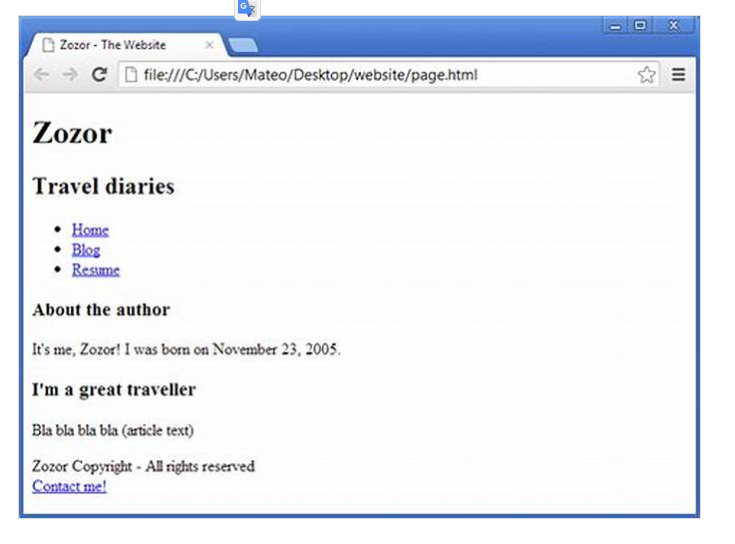 Zozor - The Website
file:///C:/Users/Mateo/Desktop/website/page.html
Zozor
Travel diaries
Home
Blog
Resume
About the author
It's me, Zozor! I was born on November 23, 2005.
I'm a great traveller
Bla bla bla bla (article text)
Zozor Copyright - All rights reserved
Contact me!